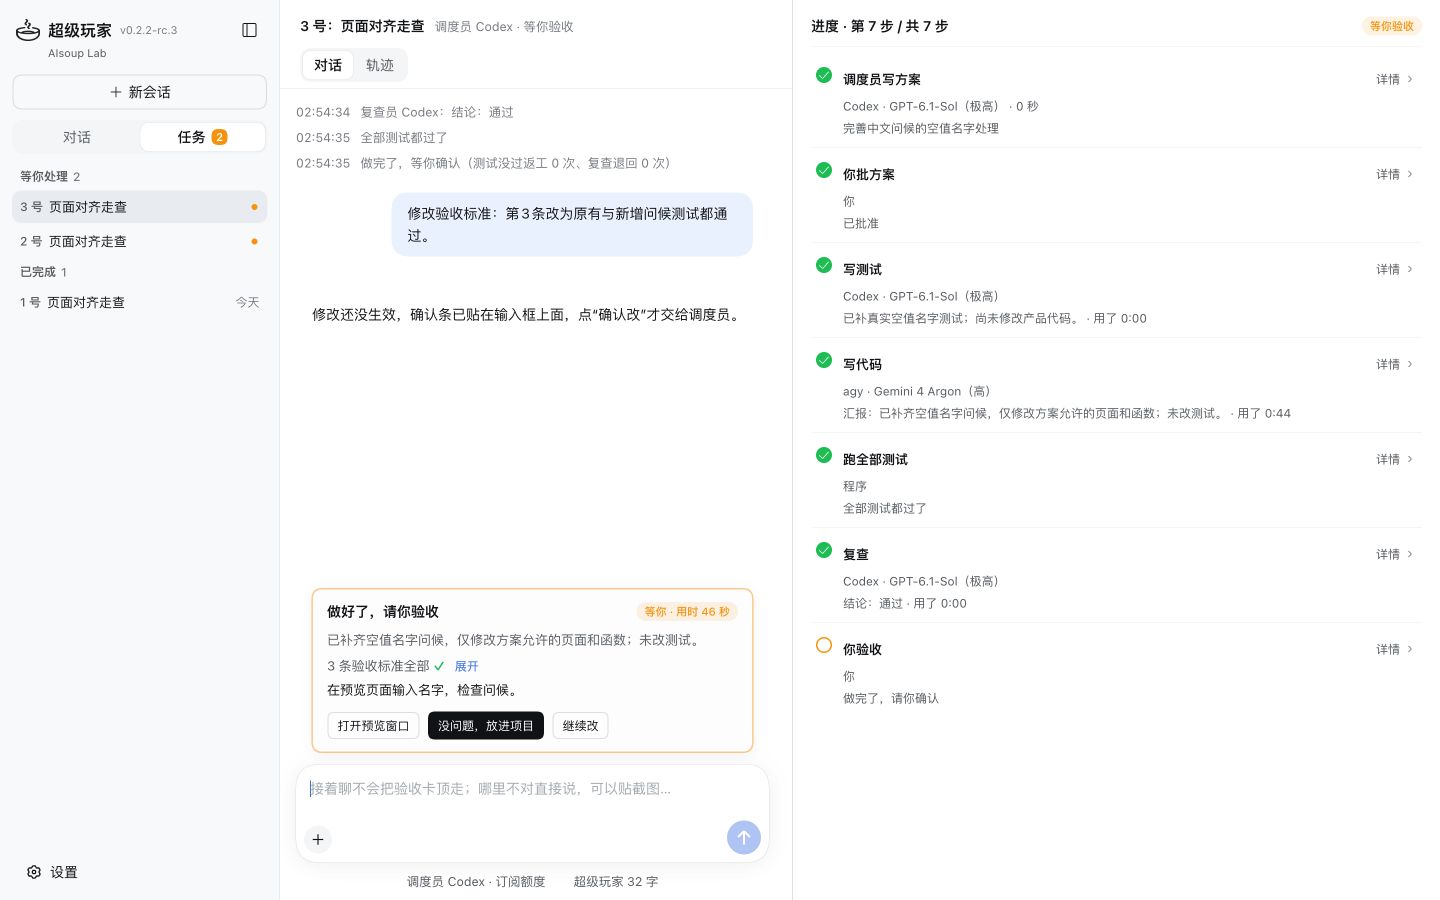 超级玩家 v0.2.2-rc.3
AIsoup Lab
新会话
对话
任务 2
等你处理 2
3 号 页面对齐走查
2 号 页面对齐走查
已完成 1
1 号 页面对齐走查 今天
设置
3 号：页面对齐走查 调度员 Codex · 等你验收
对话 轨迹
02:54:34 复查员 Codex：结论：通过
02:54:35 全部测试都过了
02:54:35 做完了，等你确认（测试没过返工 0 次、复查退回 0 次）
修改验收标准：第3条改为原有与新增问候测试都通
过。
修改还没生效，确认条已贴在输入框上面，点“确认改”才交给调度员。
做好了，请你验收 等你 · 用时 46 秒
已补齐空值名字问候，仅修改方案允许的页面和函数；未改测试。
3 条验收标准全部 ✓ 展开
在预览页面输入名字，检查问候。
打开预览窗口 没问题，放进项目 继续改
接着聊不会把验收卡顶走；哪里不对直接说，可以贴截图...
调度员 Codex · 订阅额度 超级玩家 32 字
进度 · 第 7 步 / 共 7 步 等你验收
调度员写方案 详情
Codex · GPT-6.1-Sol（极高） · 0 秒
完善中文问候的空值名字处理
你批方案 详情
你
已批准
写测试 详情
Codex · GPT-6.1-Sol（极高）
已补真实空值名字测试；尚未修改产品代码。 · 用了 0:00
写代码 详情
agy · Gemini 4 Argon（高）
汇报：已补齐空值名字问候，仅修改方案允许的页面和函数；未改测试。 · 用了 0:44
跑全部测试 详情
程序
全部测试都过了
复查 详情
Codex · GPT-6.1-Sol（极高）
结论：通过 · 用了 0:00
你验收 详情
你
做完了，请你确认